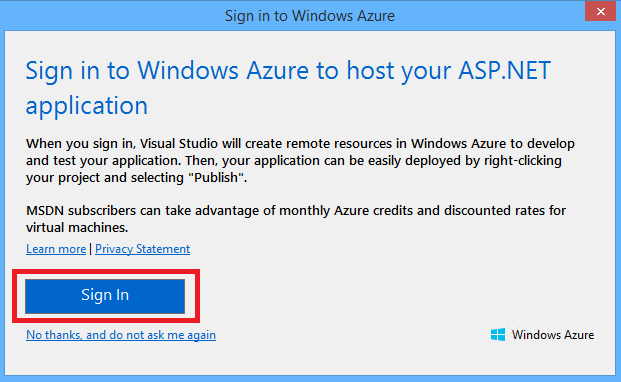 Sign in to Windows Azure
Sign in to Windows Azure to host your ASP.NET
application
When you sign in, Visual Studio will create remote resources in Windows Azure to develop
and test your application. Then, your application can be easily deployed by right-clicking
your project and selecting "Publish".
MSDN subscribers can take advantage of monthly Azure credits and discounted rates for
virtual machines.
Learn more | Privacy Statement
Sign In
No thanks, and do not ask me again
Windows Azure